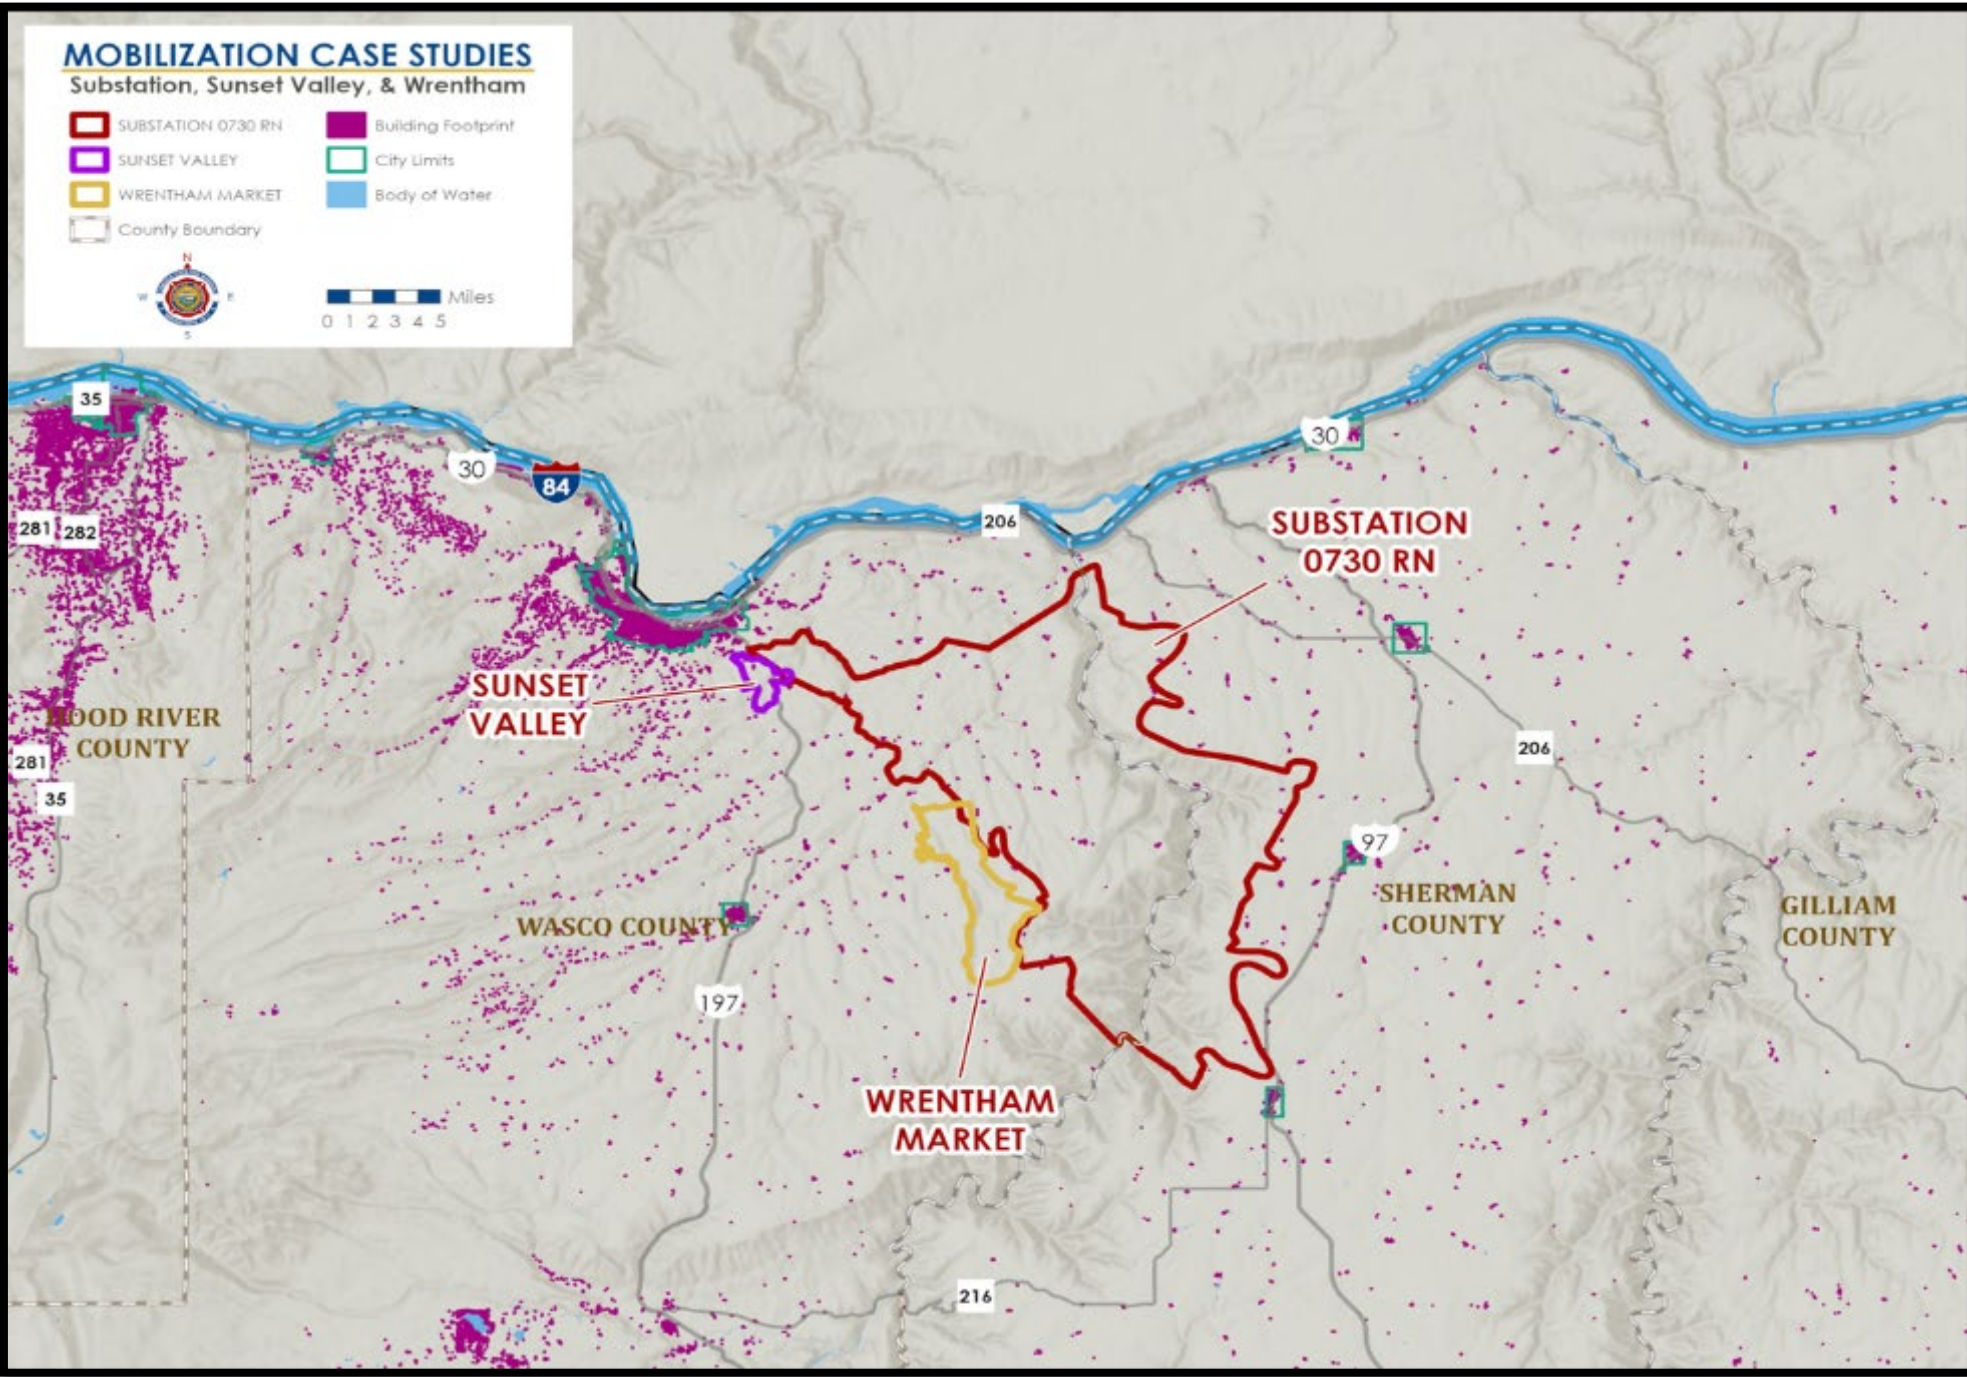 MOBILIZATION CASE STUDIES
Substation, Sunset Valley, & Wrentham
SUBSTATION 0730 RN
Building Footprint
SUNSET VALLEY
City Limits
WRENTHAM MARKET
Body of Water
County Boundary
N
W
E
S
Miles
0 1 2 3 4 5
35
30
84
30
206
281
282
SUBSTATION
0730 RN
SUNSET
VALLEY
HOOD RIVER
COUNTY
281
35
206
97
SHERMAN
COUNTY
GILLIAM
COUNTY
WASCO COUNTY
197
WRENTHAM
MARKET
216